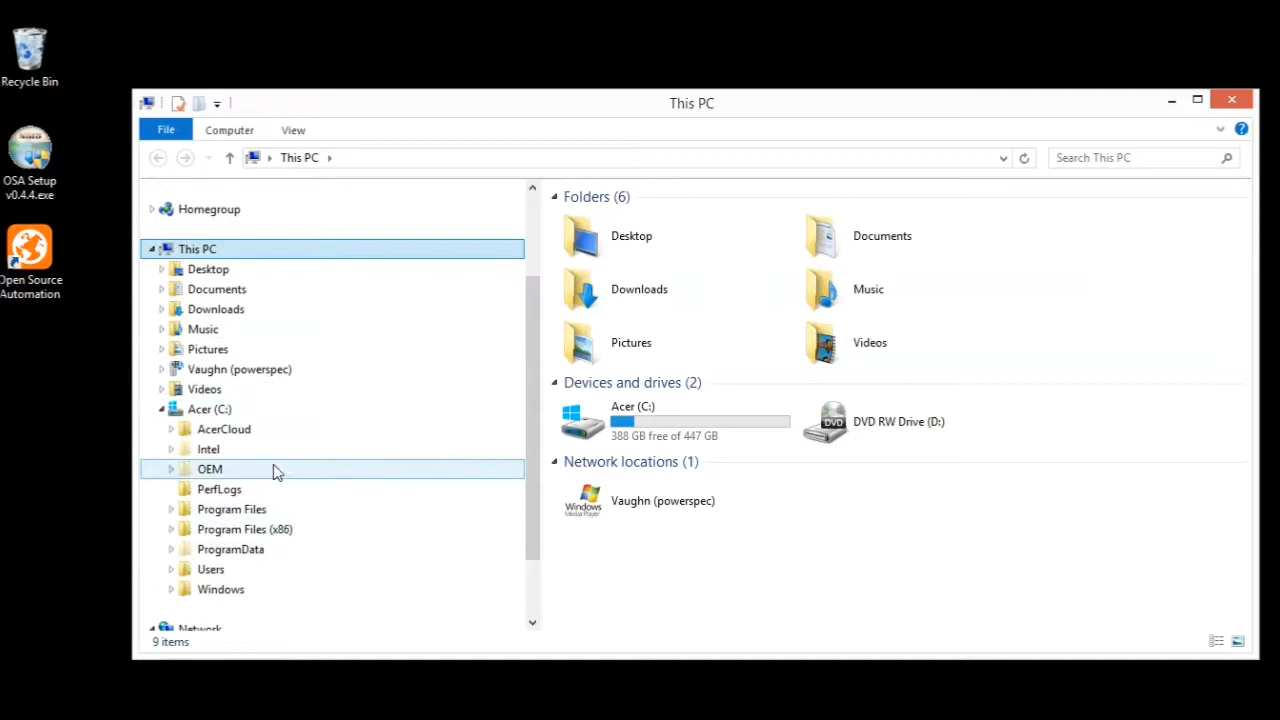 Recycle Bin
OSA Setup
v0.4.4.exe
Open Source
Automation
This PC
File
Computer
View
This PC
Search This PC
Homegroup
This PC
Desktop
Documents
Downloads
Music
Pictures
Vaughn (powerspec)
Videos
Acer (C:)
AcerCloud
Intel
OEM
PerfLogs
Program Files
Program Files (x86)
ProgramData
Users
Windows
Network
9 items
Folders (6)
Desktop
Documents
Downloads
Music
Pictures
Videos
Devices and drives (2)
Acer (C:)
388 GB free of 447 GB
DVD
DVD RW Drive (D:)
Network locations (1)
Windows
Media Player
Vaughn (powerspec)